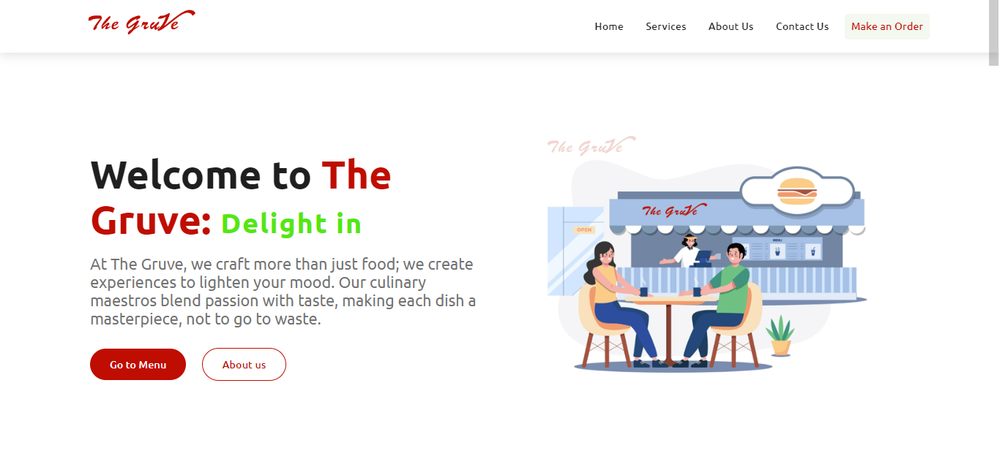 The GruVe
Home Services About Us Contact Us Make an Order
Welcome to The
Gruve: Delight in
At The Gruve, we craft more than just food; we create
experiences to lighten your mood. Our culinary
maestros blend passion with taste, making each dish a
masterpiece, not to go to waste.
Go to Menu About us
The GruVe
The GruVe
OPEN
MENU